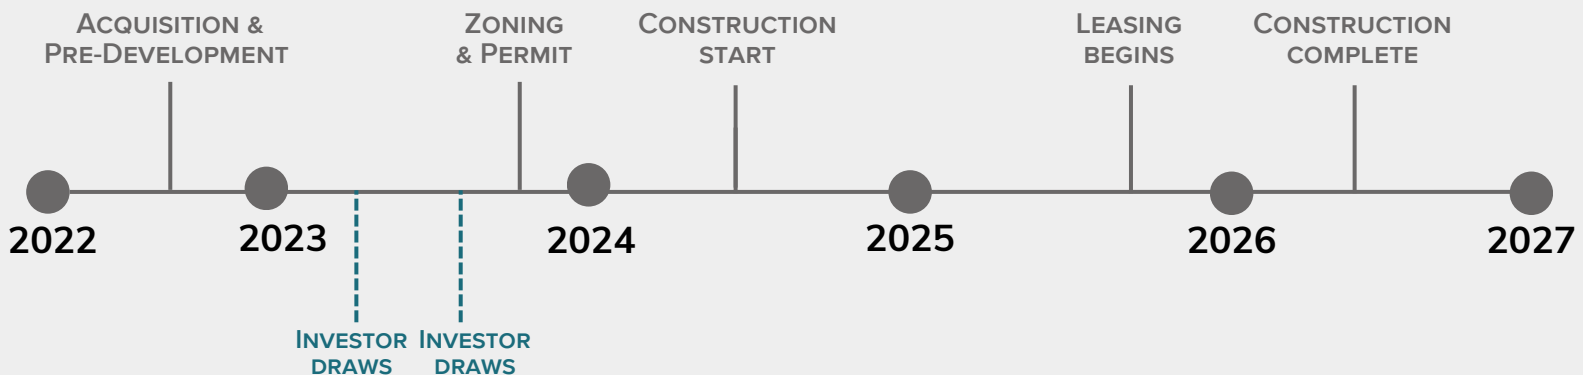 Acquisition &
Pre-Development
Zoning
& Permit
Construction
start
Leasing
begins
Construction
complete
2022
2023
2024
2025
2026
2027
Investor
draws
Investor
draws